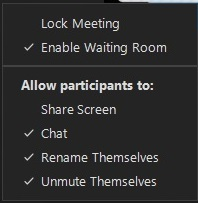 Lock Meeting
✓ Enable Waiting Room
Allow participants to:
Share Screen
✓ Chat
✓ Rename Themselves
✓ Unmute Themselves